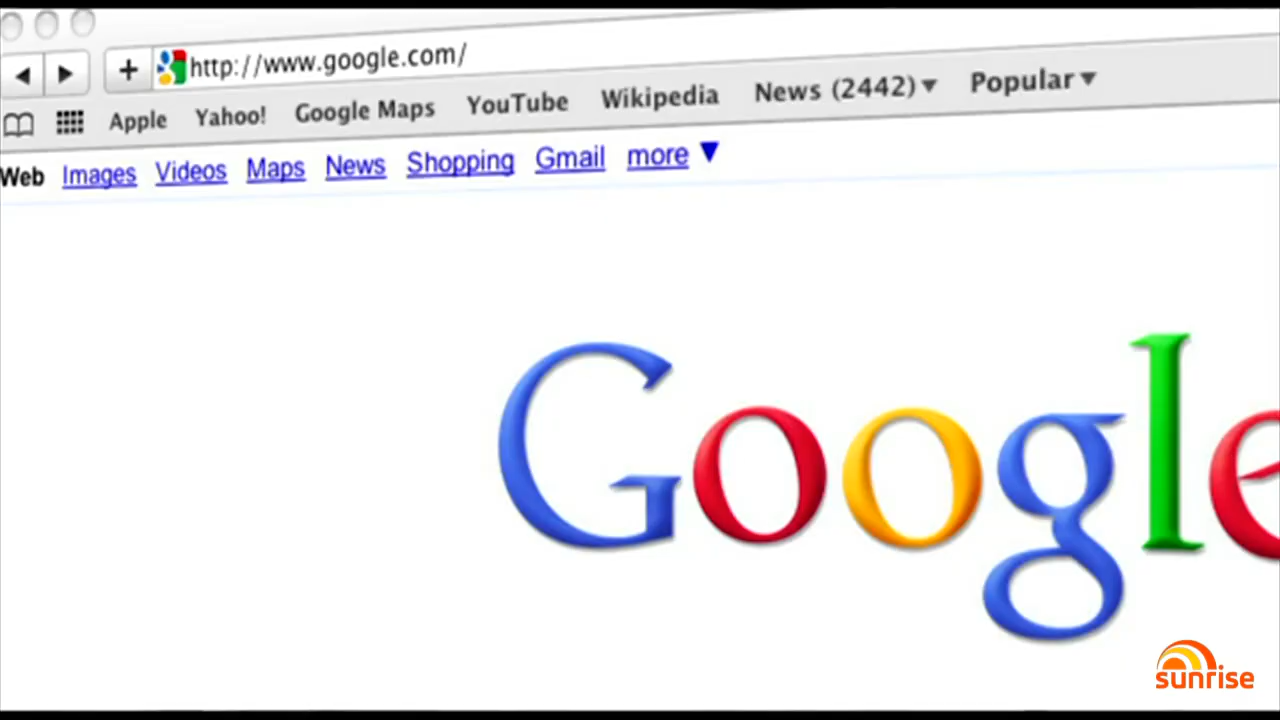 http://www.google.com/
Apple Yahoo! Google Maps YouTube Wikipedia News (2442) Popular
Web Images Videos Maps News Shopping Gmail more
Google
sunrise